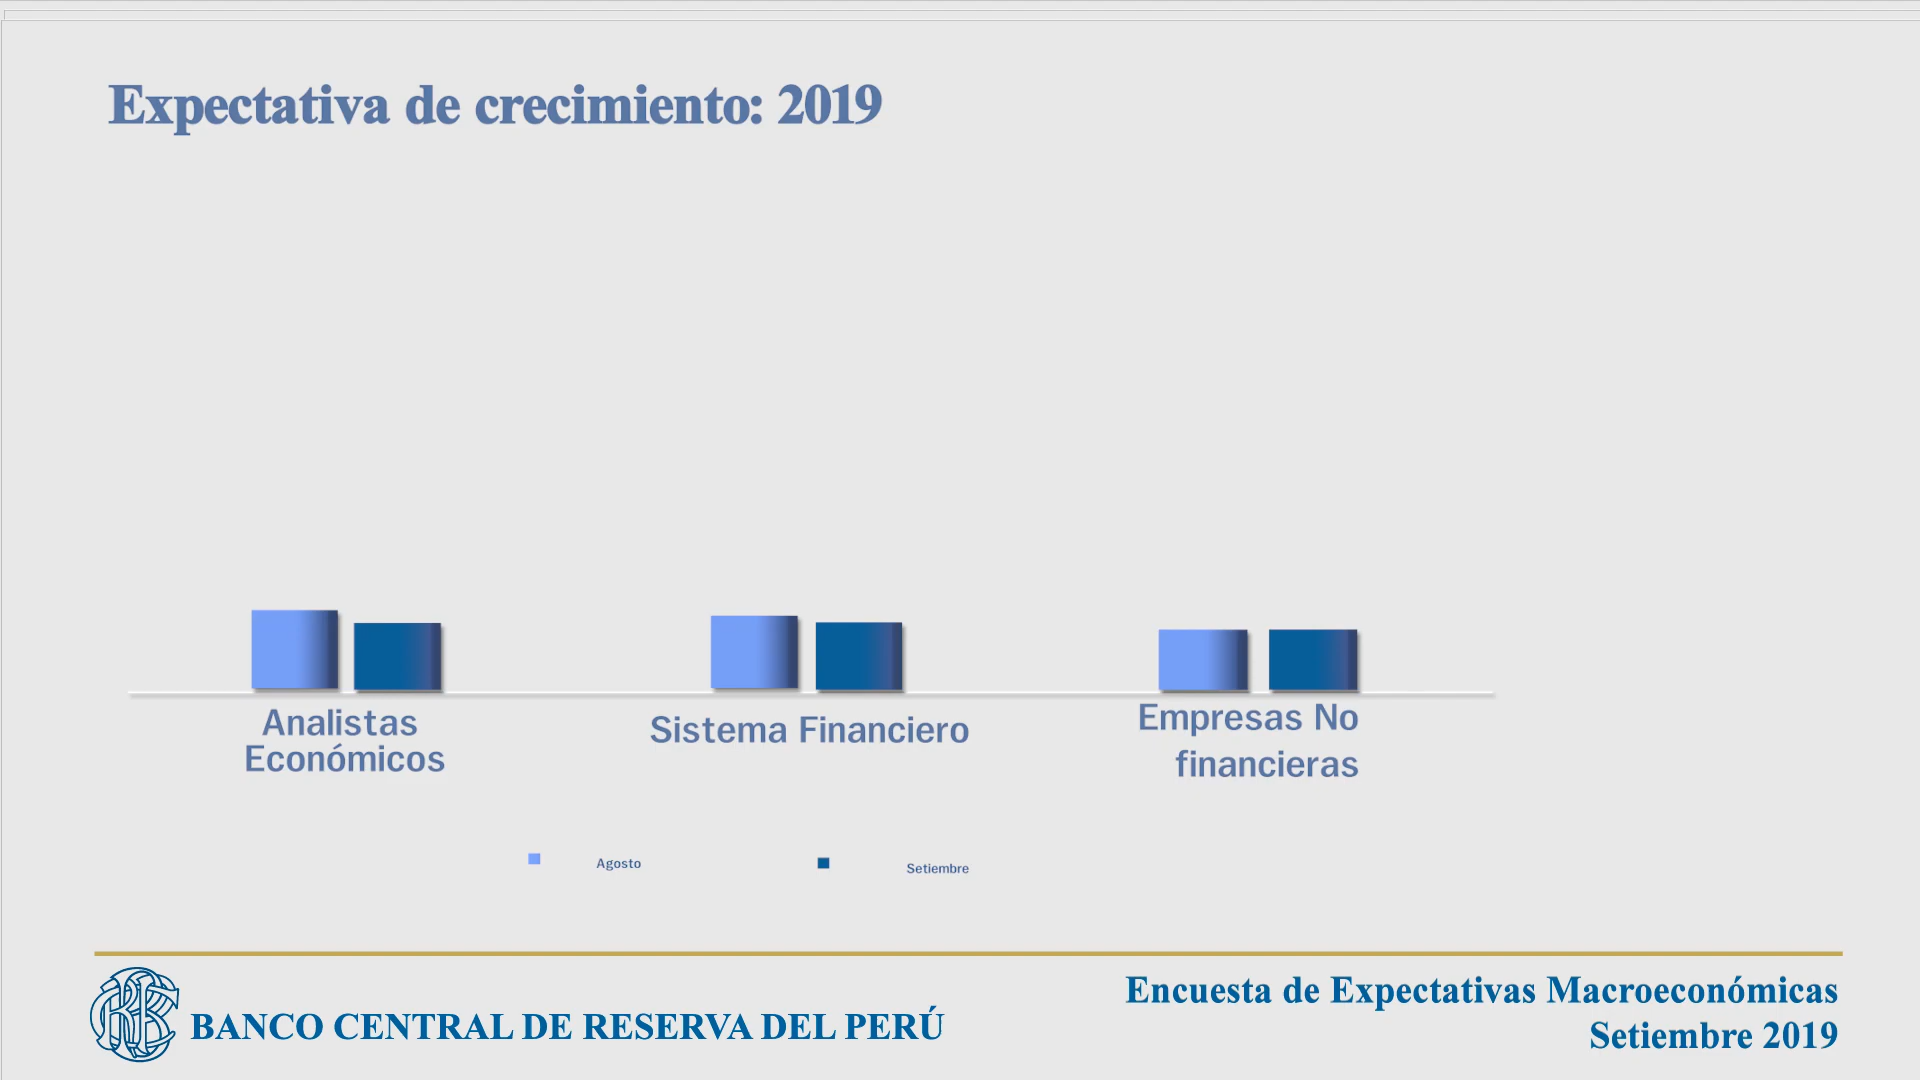 Expectativa de crecimiento: 2019
Analistas
Económicos
Sistema Financiero
Empresas No
financieras
Agosto
Setiembre
BANCO CENTRAL DE RESERVA DEL PERÚ
Encuesta de Expectativas Macroeconómicas
Setiembre 2019